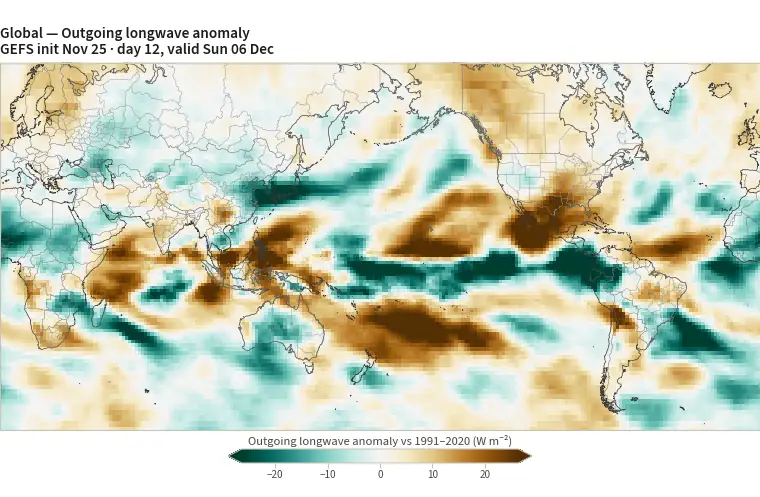 Global — Outgoing longwave anomaly
GEFS init Nov 25 · day 12, valid Sun 06 Dec
Outgoing longwave anomaly vs 1991–2020 (W m⁻²)
−20 −10 0 10 20